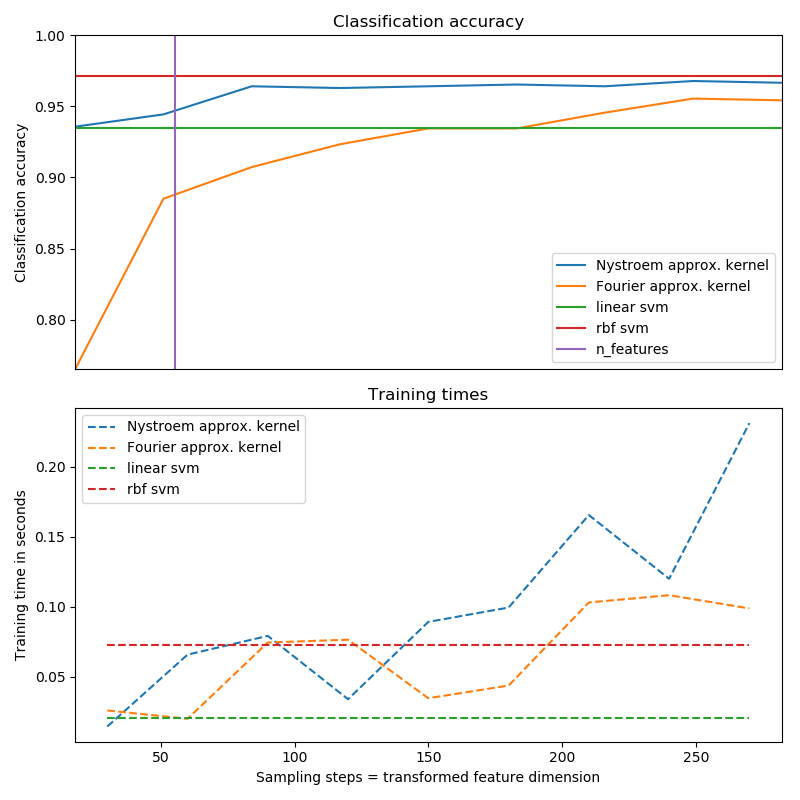 Classification accuracy
1.00
0.95
0.90
0.85
0.80
Classification accuracy
Nystroem approx. kernel
Fourier approx. kernel
linear svm
rbf svm
n_features
Training times
Nystroem approx. kernel
Fourier approx. kernel
linear svm
rbf svm
0.20
0.15
0.10
0.05
Training time in seconds
50
100
150
200
250
Sampling steps = transformed feature dimension